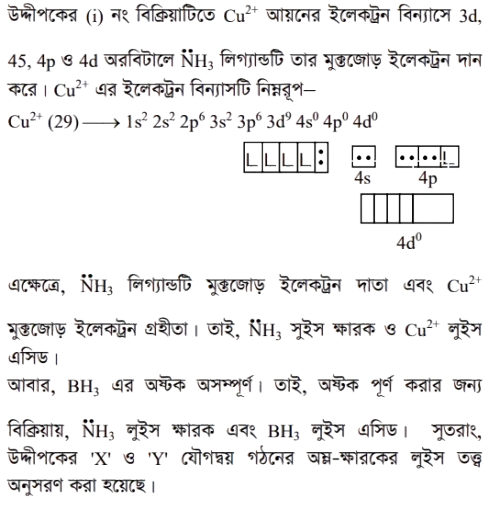 উদ্দীপকের (i) নং বিক্রিয়াটিতে Cu²⁺ আয়নের ইলেকট্রন বিন্যাসে 3d,
45, 4p ও 4d অরবিটালে N̈H₃ লিগ্যান্ডটি তার মুক্তজোড় ইলেকট্রন দান
করে। Cu²⁺ এর ইলেকট্রন বিন্যাসটি নিম্নরূপ–
Cu²⁺ (29) ⟶ 1s² 2s² 2p⁶ 3s² 3p⁶ 3d⁹ 4s⁰ 4p⁰ 4d⁰
4s 4p
4d⁰
এক্ষেত্রে, N̈H₃ লিগ্যান্ডটি মুক্তজোড় ইলেকট্রন দাতা এবং Cu²⁺
মুক্তজোড় ইলেকট্রন গ্রহীতা। তাই, N̈H₃ লুইস ক্ষারক ও Cu²⁺ লুইস
এসিড।
আবার, BH₃ এর অষ্টক অসম্পূর্ণ। তাই, অষ্টক পূর্ণ করার জন্য
বিক্রিয়ায়, N̈H₃ লুইস ক্ষারক এবং BH₃ লুইস এসিড। সুতরাং,
উদ্দীপকের 'X' ও 'Y' যৌগদ্বয় গঠনের অম্ল-ক্ষারকের লুইস তত্ত্ব
অনুসরণ করা হয়েছে।